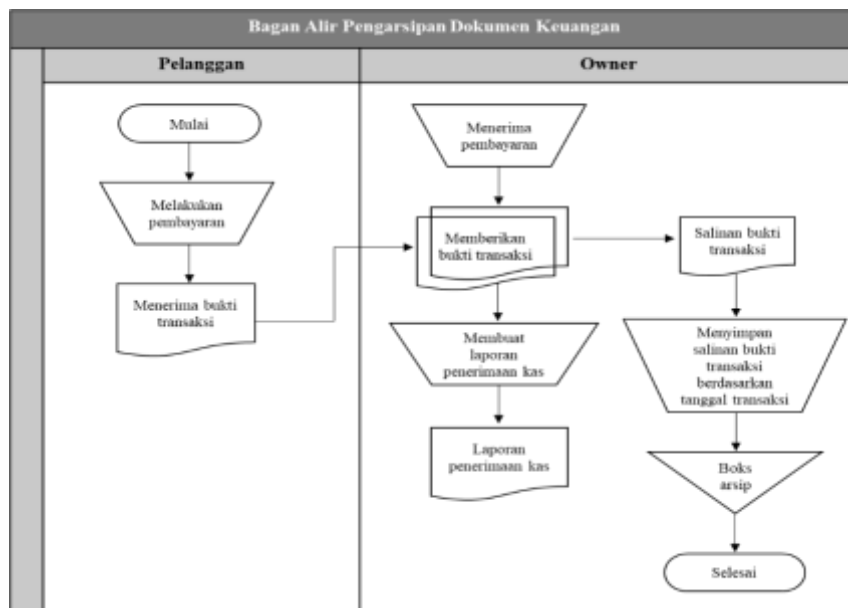 Bagan Alir Pengarsipan Dokumen Keuangan
Pelanggan
Owner
Mulai
Melakukan
pembayaran
Menerima bukti
transaksi
Menerima
pembayaran
Memberikan
bukti transaksi
Membuat
laporan
penerimaan kas
Laporan
penerimaan kas
Salinan bukti
transaksi
Menyimpan
salinan bukti
transaksi
berdasarkan
tanggal transaksi
Boks
arsip
Selesai